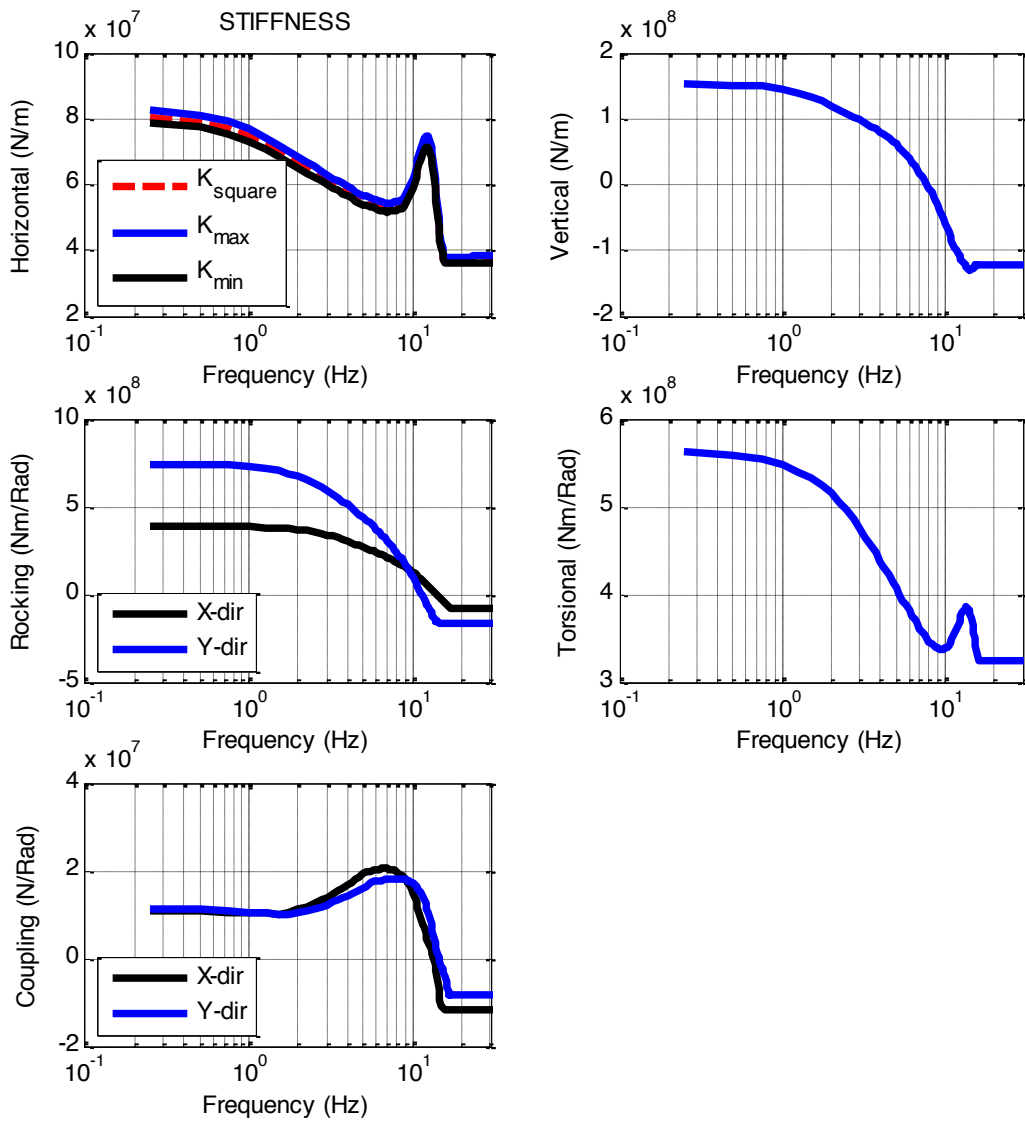 STIFFNESS
x 10^7
10
8
6
4
2
Horizontal (N/m)
K_square
K_max
K_min
10^-1
10^0
10^1
Frequency (Hz)
x 10^8
2
1
0
-1
-2
Vertical (N/m)
10^-1
10^0
10^1
Frequency (Hz)
x 10^8
10
5
0
-5
Rocking (Nm/Rad)
X-dir
Y-dir
10^-1
10^0
10^1
Frequency (Hz)
x 10^8
6
5
4
3
Torsional (Nm/Rad)
10^-1
10^0
10^1
Frequency (Hz)
x 10^7
4
2
0
-2
Coupling (N/Rad)
X-dir
Y-dir
10^-1
10^0
10^1
Frequency (Hz)